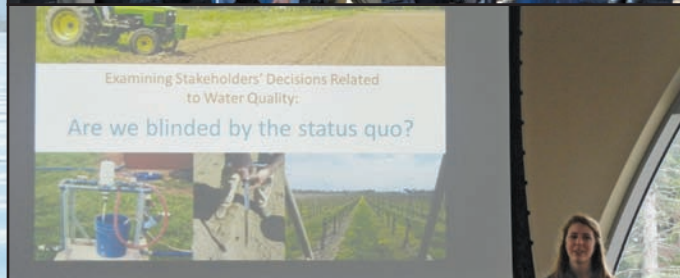 Examining Stakeholders' Decisions Related
to Water Quality:
Are we blinded by the status quo?